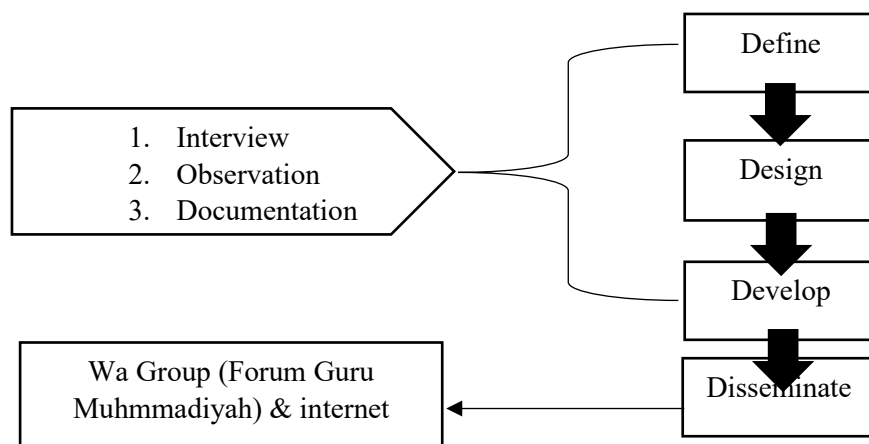 Define
1. Interview
2. Observation
3. Documentation
Design
Develop
Wa Group (Forum Guru
Muhmmadiyah) & internet
Disseminate